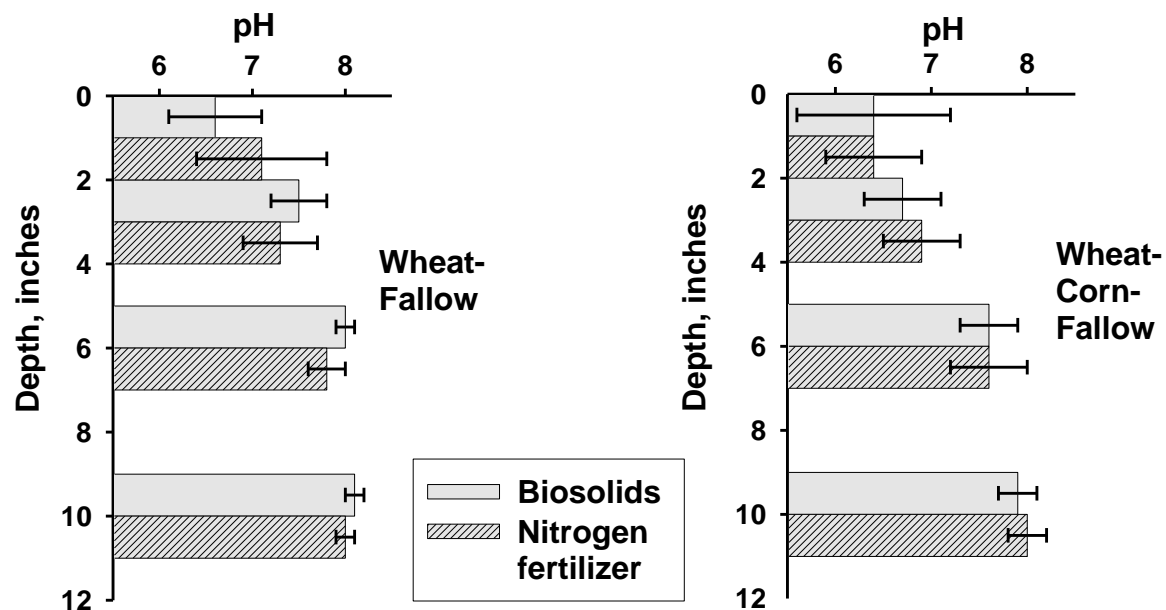 pH
6 7 8
0
2
4
6
8
10
12
Depth, inches
Wheat-
Fallow
pH
6 7 8
0
2
4
6
8
10
12
Depth, inches
Wheat-
Corn-
Fallow
Biosolids
Nitrogen
fertilizer